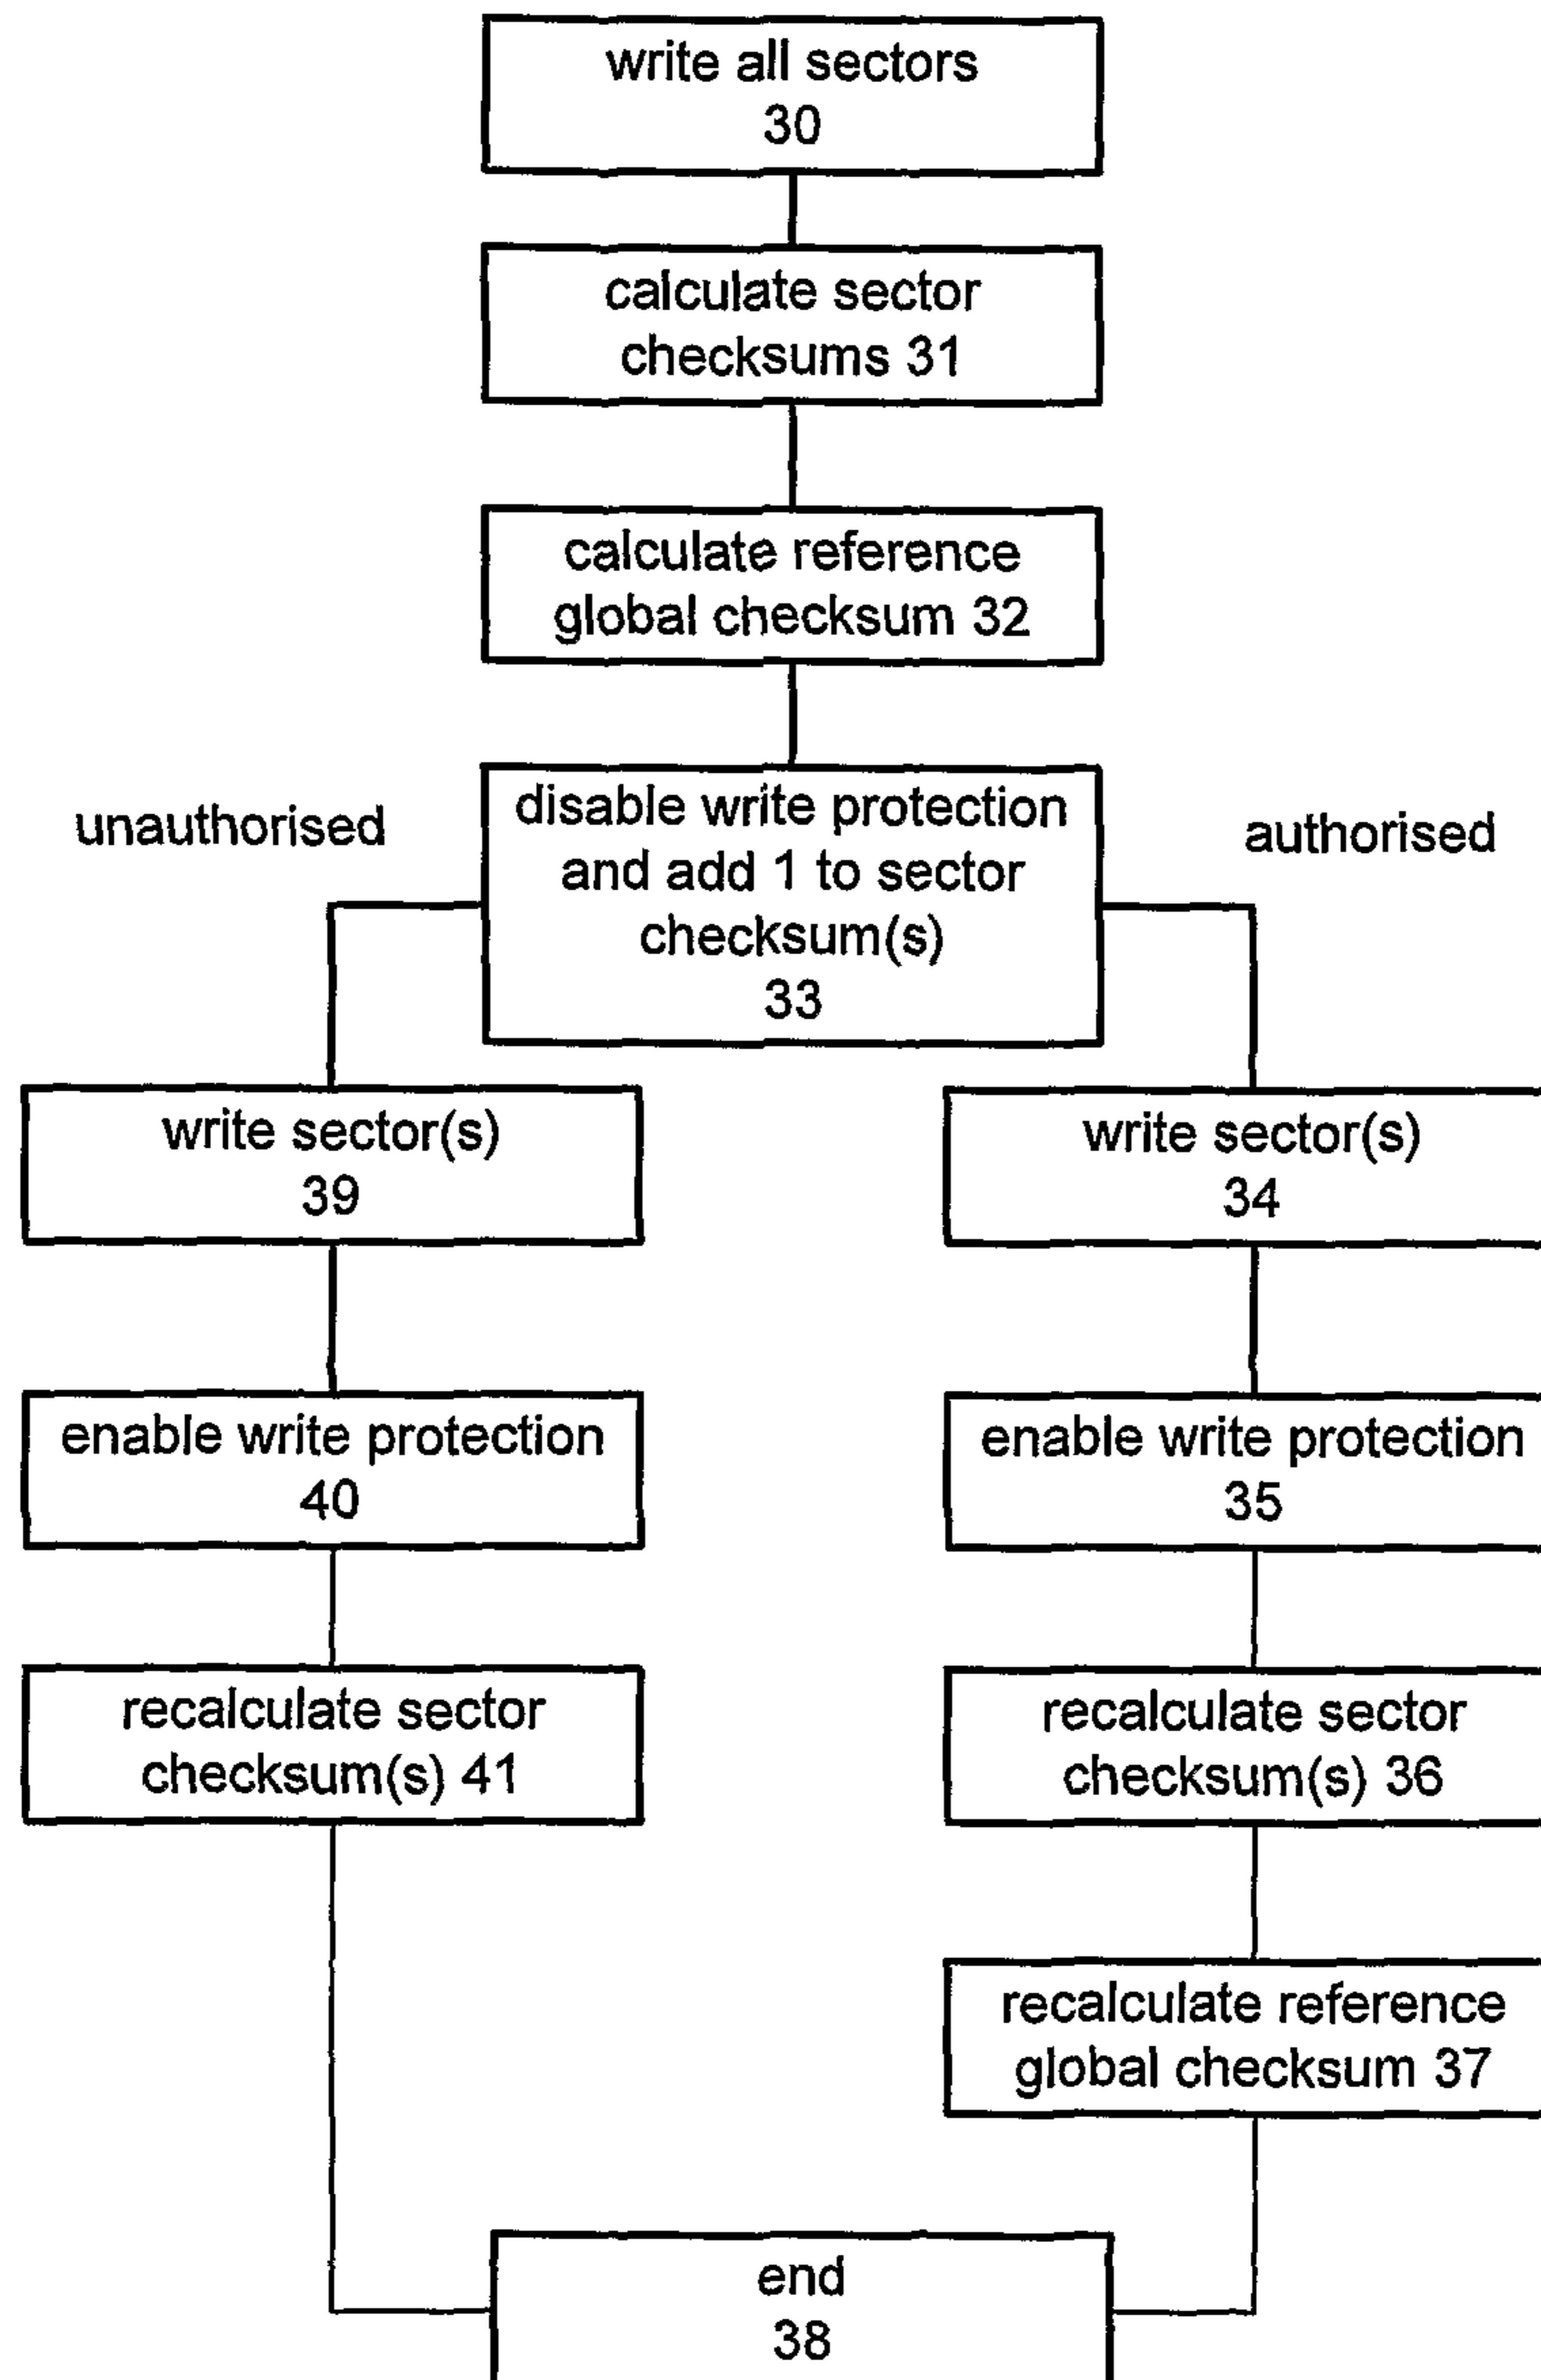 write all sectors
30
calculate sector
checksums 31
calculate reference
global checksum 32
disable write protection
and add 1 to sector
checksum(s)
33
unauthorised
authorised
write sector(s)
39
write sector(s)
34
enable write protection
40
enable write protection
35
recalculate sector
checksum(s) 41
recalculate sector
checksum(s) 36
recalculate reference
global checksum 37
end
38